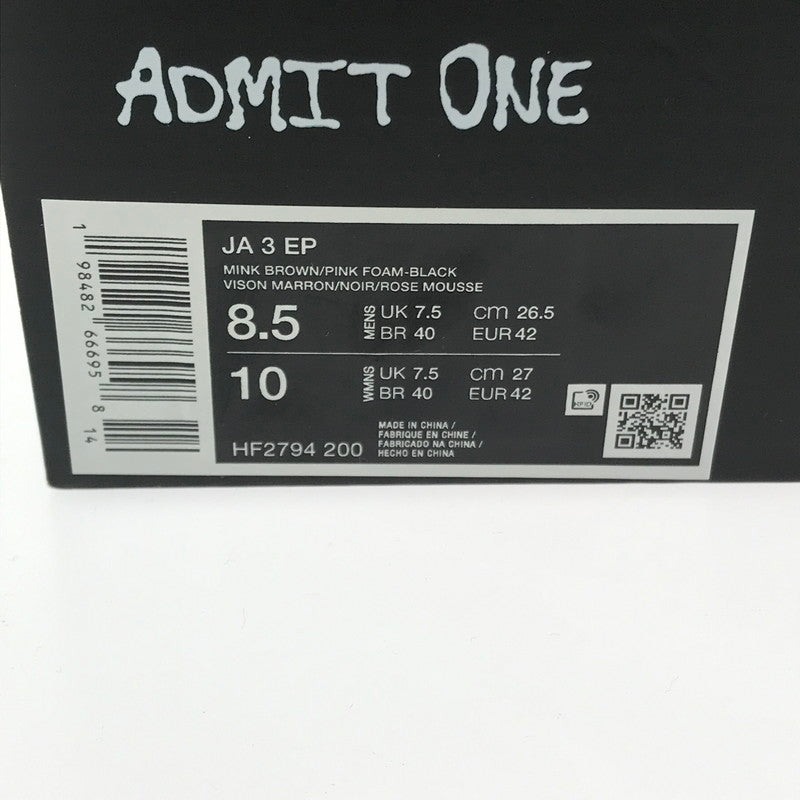 ADMIT ONE
1 98482 66695 8 14
JA 3 EP
MINK BROWN/PINK FOAM-BLACK
VISON MARRON/NOIR/ROSE MOUSSE
8.5 MENS UK 7.5 cm 26.5
BR 40 EUR 42
10 WMNS UK 7.5 cm 27
BR 40 EUR 42
RFID
HF2794 200
MADE IN CHINA /
FABRIQUE EN CHINE /
FABRICADO NA CHINA /
HECHO EN CHINA